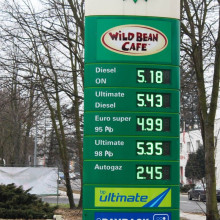 WILD BEAN
CAFE
Diesel
ON 5.18
Ultimate
Diesel 5.43
Euro super
95 Pb 4.99
Ultimate
98 Pb 5.35
Autogaz 2.45
ultimate
PAYBACK